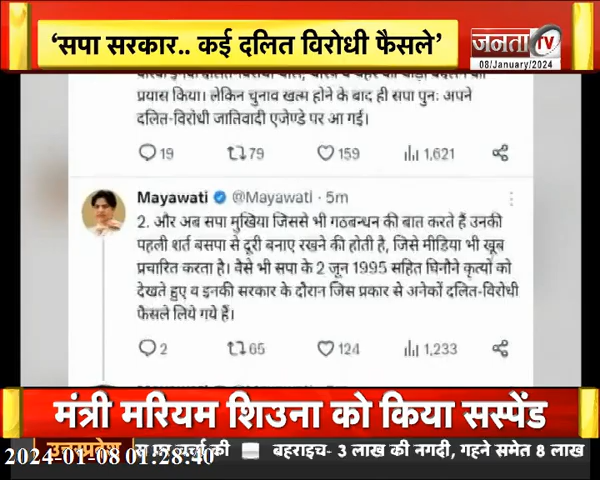 ‘सपा सरकार.. कई दलित विरोधी फैसले’
जनता TV
08/January/2024
प्रयास किया। लेकिन चुनाव खत्म होने के बाद ही सपा पुनः अपने
दलित-विरोधी जातिवादी एजेण्डे पर आ गई।
19 79 159 1,621
Mayawati @Mayawati · 5m
2. और अब सपा मुखिया जिससे भी गठबन्धन की बात करते हैं उनकी
पहली शर्त बसपा से दूरी बनाए रखने की होती है, जिसे मीडिया भी खूब
प्रचारित करता है। वैसे भी सपा के 2 जून 1995 सहित घिनौने कृत्यों को
देखते हुए व इनकी सरकार के दौरान जिस प्रकार से अनेकों दलित-विरोधी
फैसले लिये गये हैं।
2 65 124 1,233
मंत्री मरियम शिउना को किया सस्पेंड
उत्तरप्रदेश चर्चा की बहराइच- 3 लाख की नगदी, गहने समेत 8 लाख
2024-01-08 01:28:40